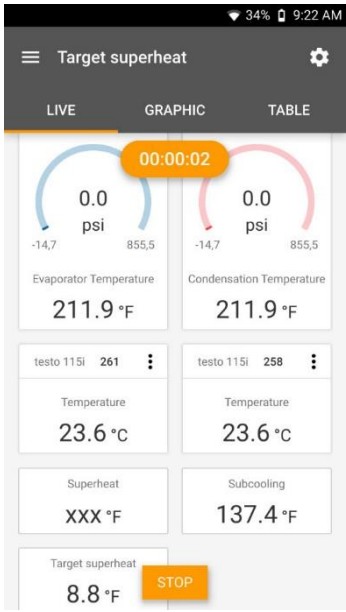 34% 9:22 AM
Target superheat
LIVE GRAPHIC TABLE
00:00:02
0.0 0.0
psi psi
-14,7 855,5 -14,7 855,5
Evaporator Temperature Condensation Temperature
211.9 °F 211.9 °F
testo 115i 261 testo 115i 258
Temperature Temperature
23.6 °C 23.6 °C
Superheat Subcooling
xxx °F 137.4 °F
Target superheat
8.8 °F STOP